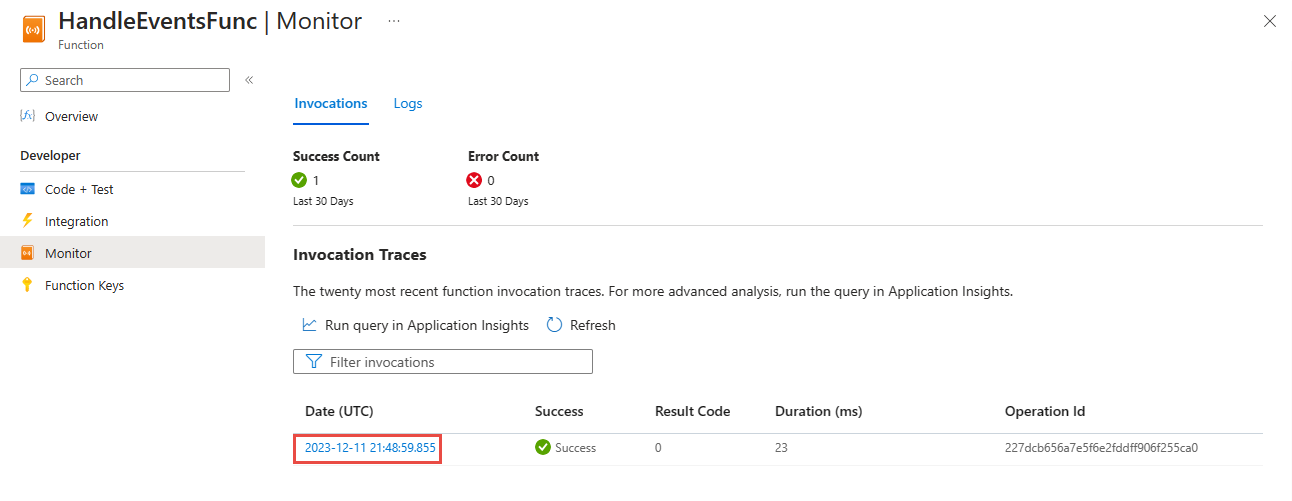 HandleEventsFunc | Monitor ...
Function
Search «
Overview
Developer
Code + Test
Integration
Monitor
Function Keys
Invocations Logs
Success Count Error Count
1 0
Last 30 Days Last 30 Days
Invocation Traces
The twenty most recent function invocation traces. For more advanced analysis, run the query in Application Insights.
Run query in Application Insights Refresh
Filter invocations
Date (UTC) Success Result Code Duration (ms) Operation Id
2023-12-11 21:48:59.855 Success 0 23 227dcb656a7e5f6e2fddff906f255ca0